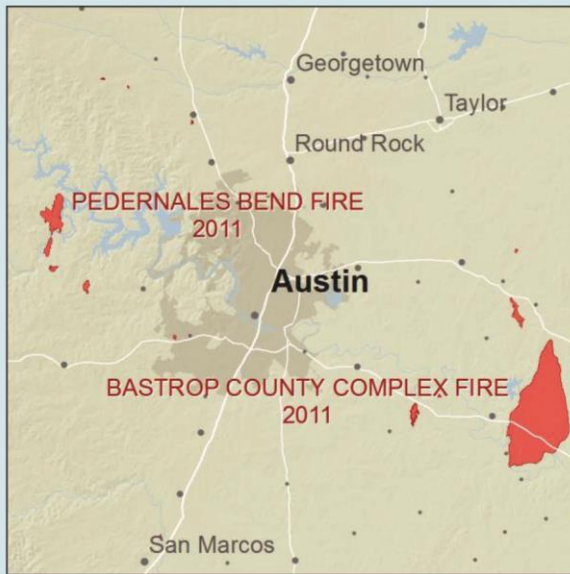 Georgetown
Taylor
Round Rock
PEDERNALES BEND FIRE
2011
Austin
BASTROP COUNTY COMPLEX FIRE
2011
San Marcos